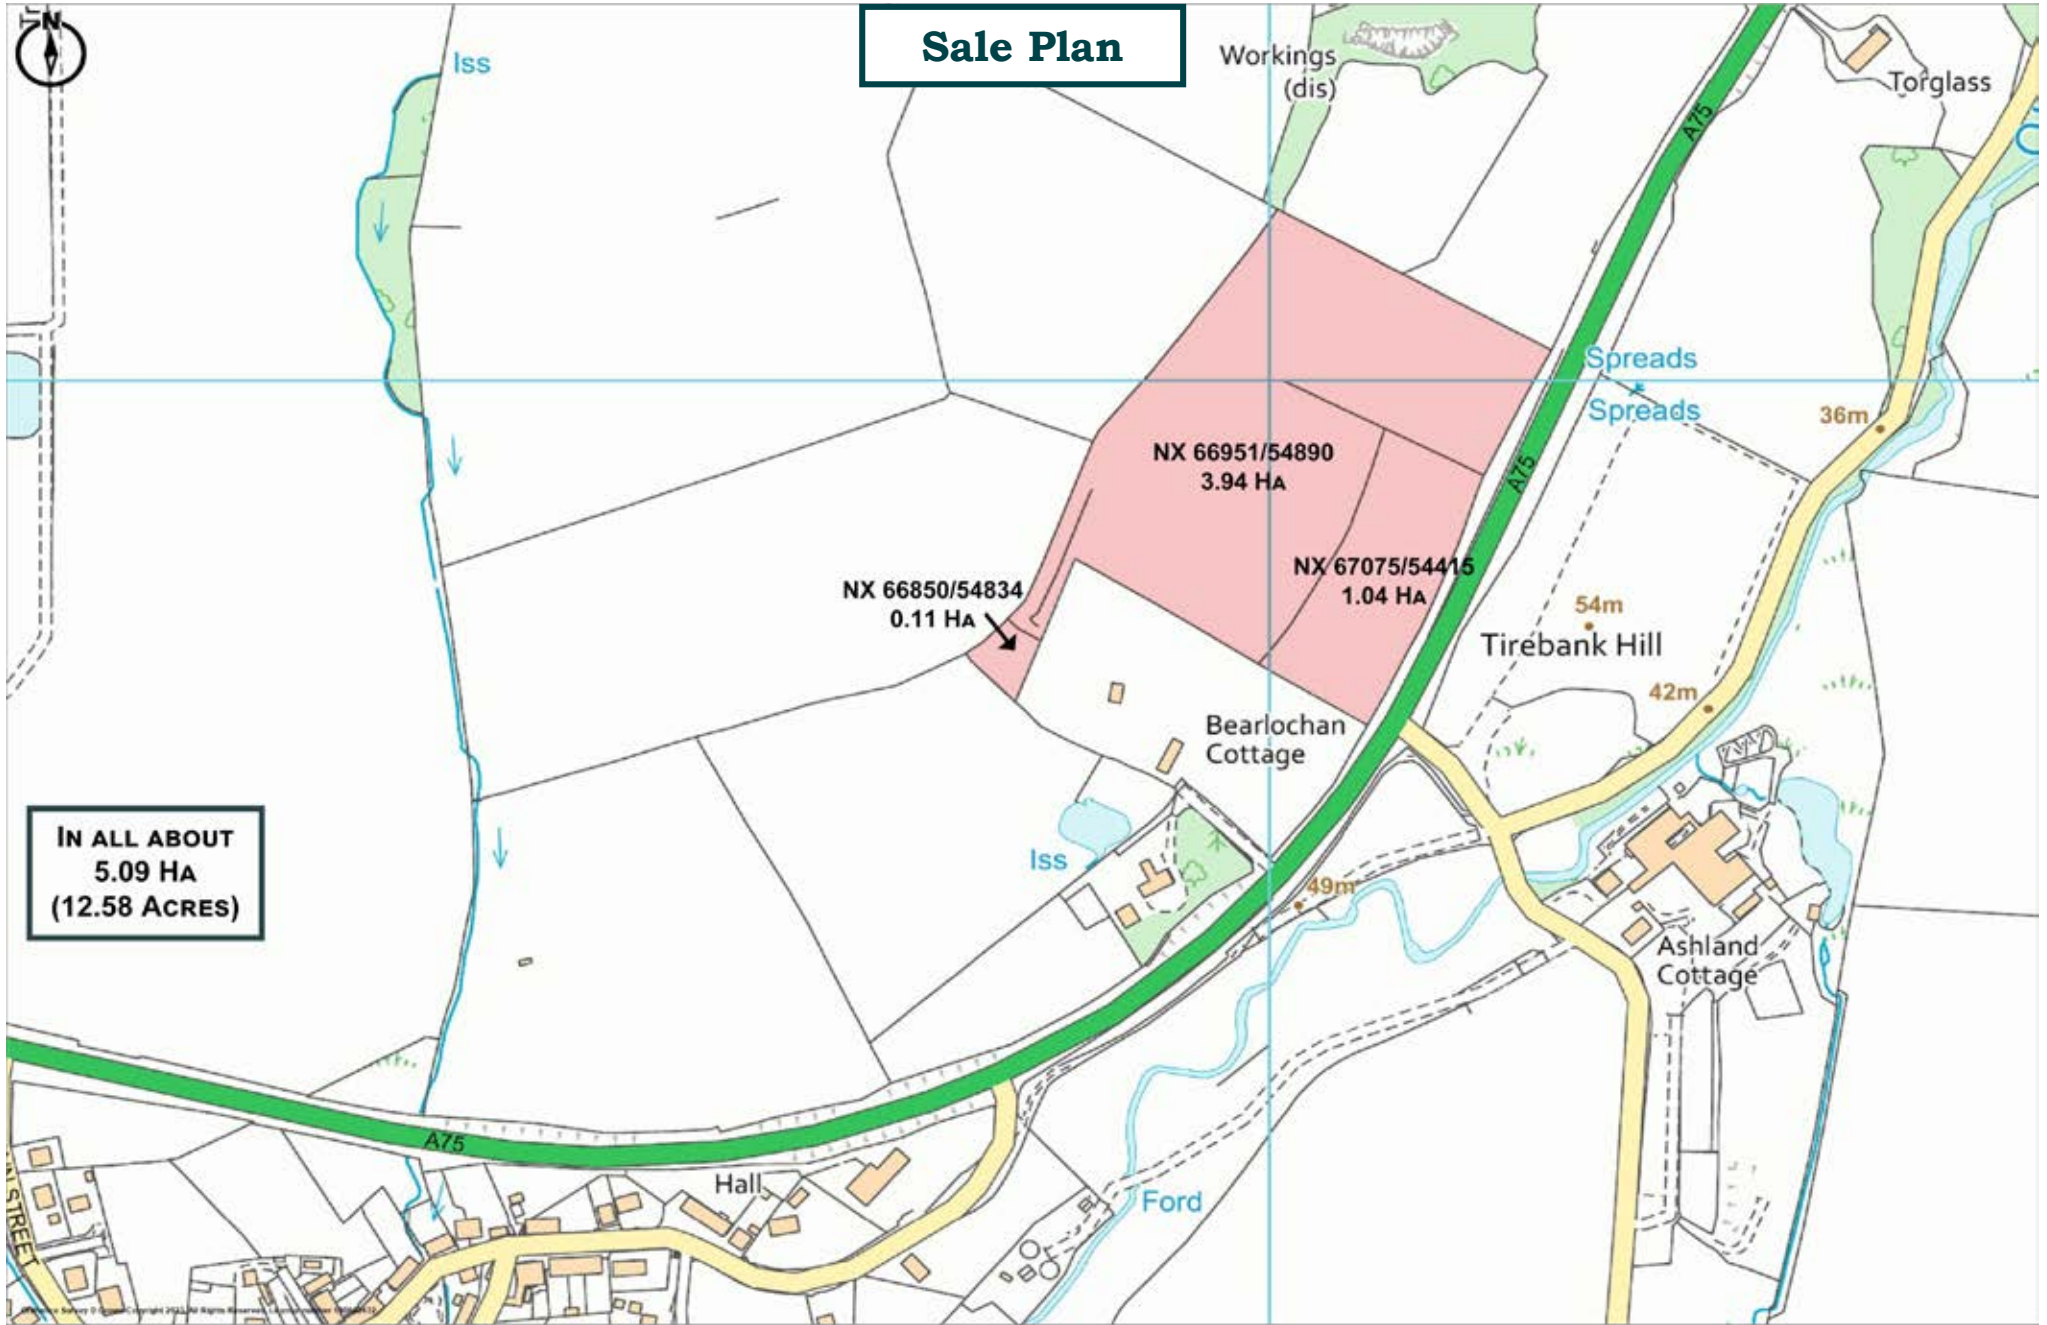 N
Sale Plan
Iss
Workings
(dis)
Torglass
A75
Spreads
Spreads
36m
NX 66951/54890
3.94 HA
A75
NX 67075/54415
1.04 HA
NX 66850/54834
0.11 HA
54m
Tirebank Hill
42m
Bearlochan
Cottage
IN ALL ABOUT
5.09 HA
(12.58 ACRES)
Iss
49m
Ashland
Cottage
A75
Hall
Ford
STREET